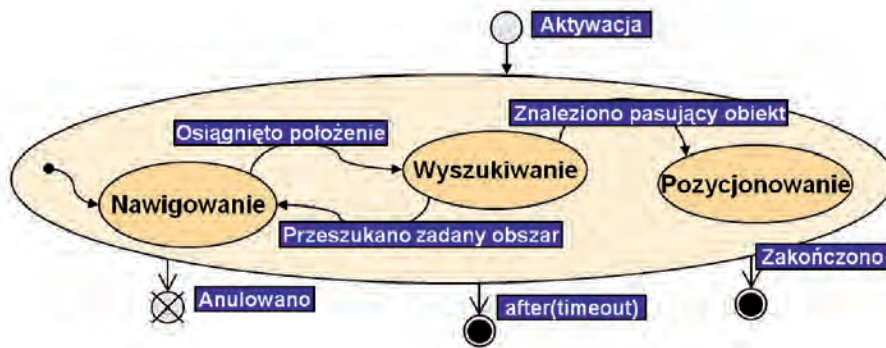 Aktywacja
Znaleziono pasujący obiekt
Osiągnięto położenie
Wyszukiwanie
Pozycjonowanie
Nawigowanie
Przeszukano zadany obszar
Zakończono
Anulowano
after(timeout)